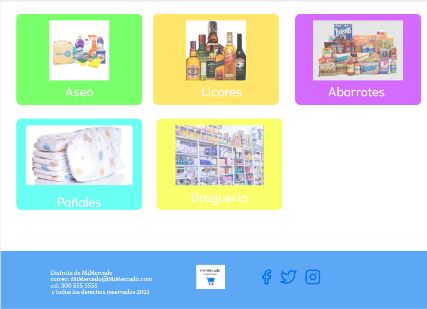 Aseo
Licores
Abarrotes
Pañales
Drogueria
Disfruta de MiMercado
correo: MiMercado@MiMercado.com
cel: 300 555 5555
c todos los derechos reservados 2021
mimercado